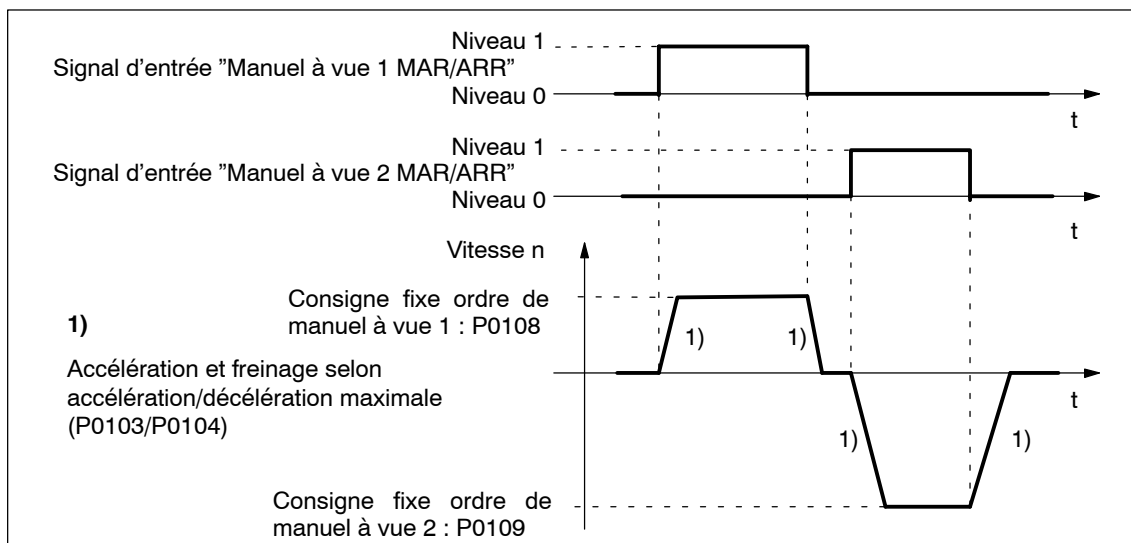 Niveau 1
Signal d’entrée ”Manuel à vue 1 MAR/ARR”
Niveau 0
t
Niveau 1
Signal d’entrée ”Manuel à vue 2 MAR/ARR”
Niveau 0
t
Vitesse n
Consigne fixe ordre de
manuel à vue 1 : P0108
1)
1)
1)
Accélération et freinage selon
accélération/décélération maximale
(P0103/P0104)
t
1)
1)
Consigne fixe ordre de
manuel à vue 2 : P0109